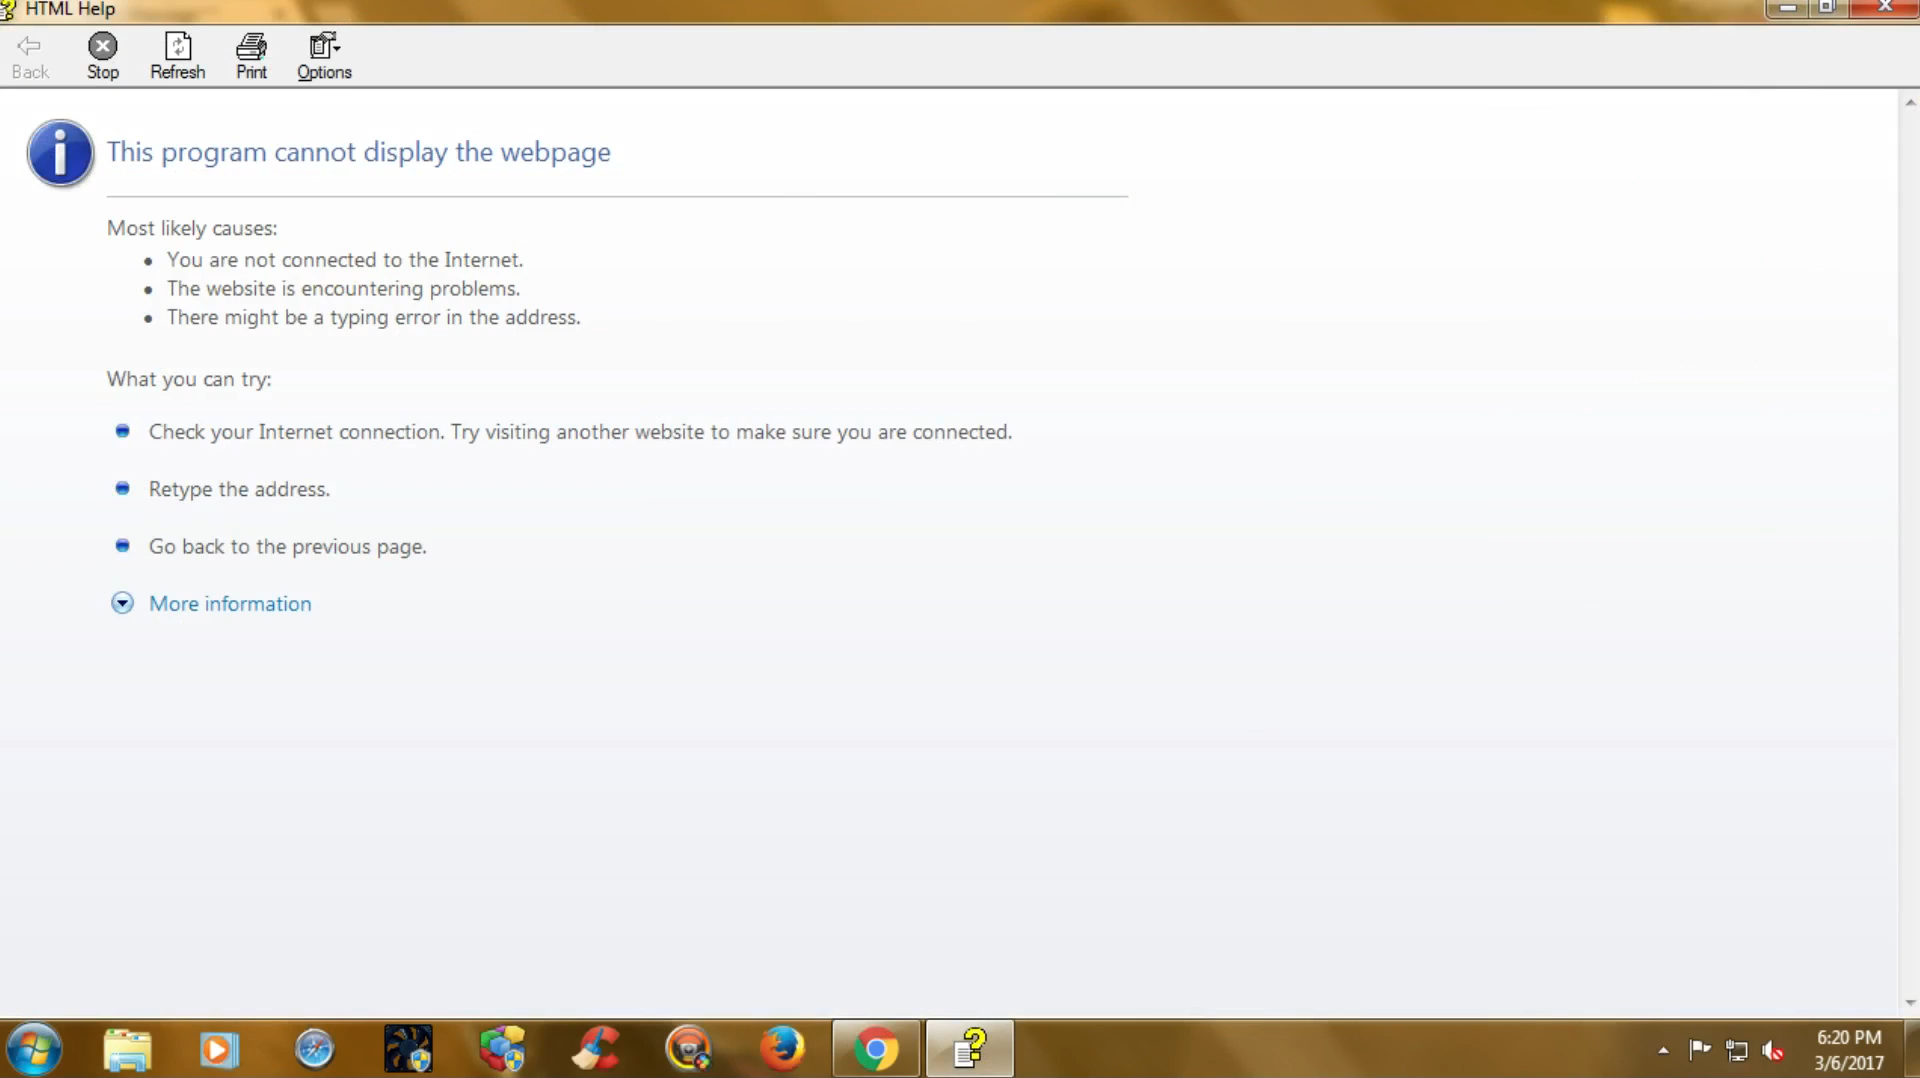 HTML Help
Back Stop Refresh Print Options
This program cannot display the webpage
Most likely causes:
You are not connected to the Internet.
The website is encountering problems.
There might be a typing error in the address.
What you can try:
Check your Internet connection. Try visiting another website to make sure you are connected.
Retype the address.
Go back to the previous page.
More information
6:20 PM
3/6/2017